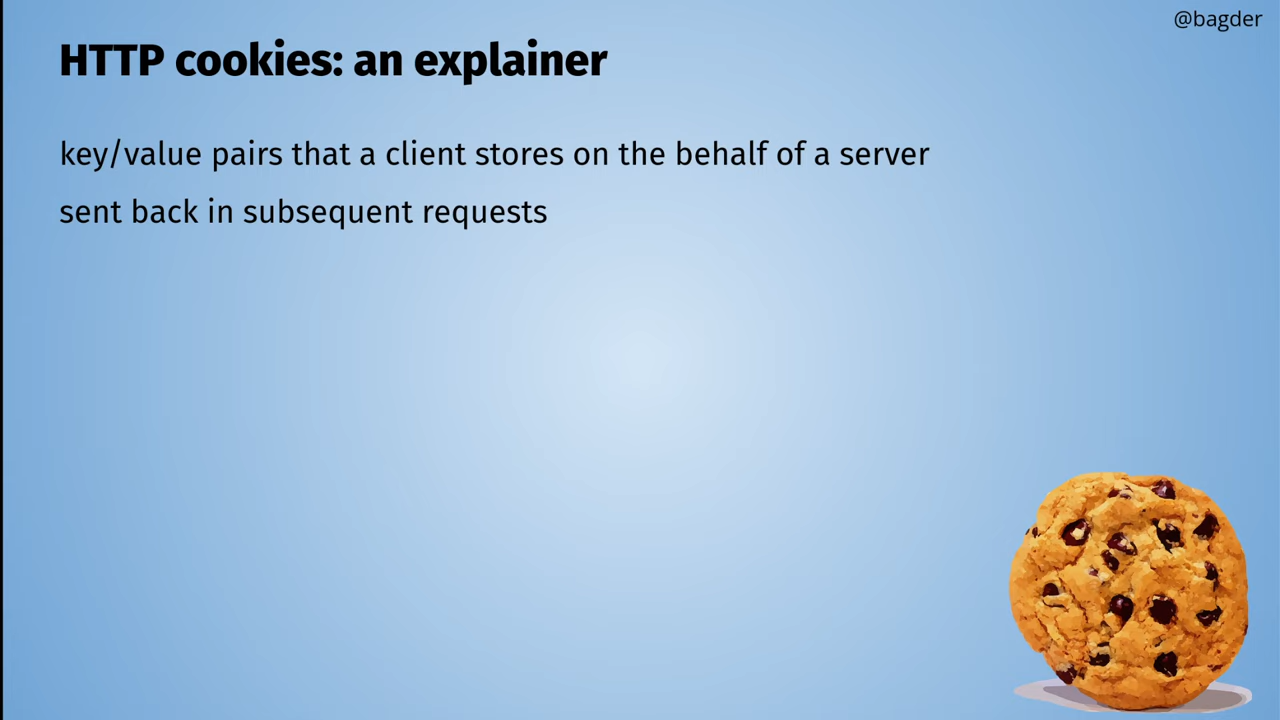 @bagder
HTTP cookies: an explainer
key/value pairs that a client stores on the behalf of a server
sent back in subsequent requests